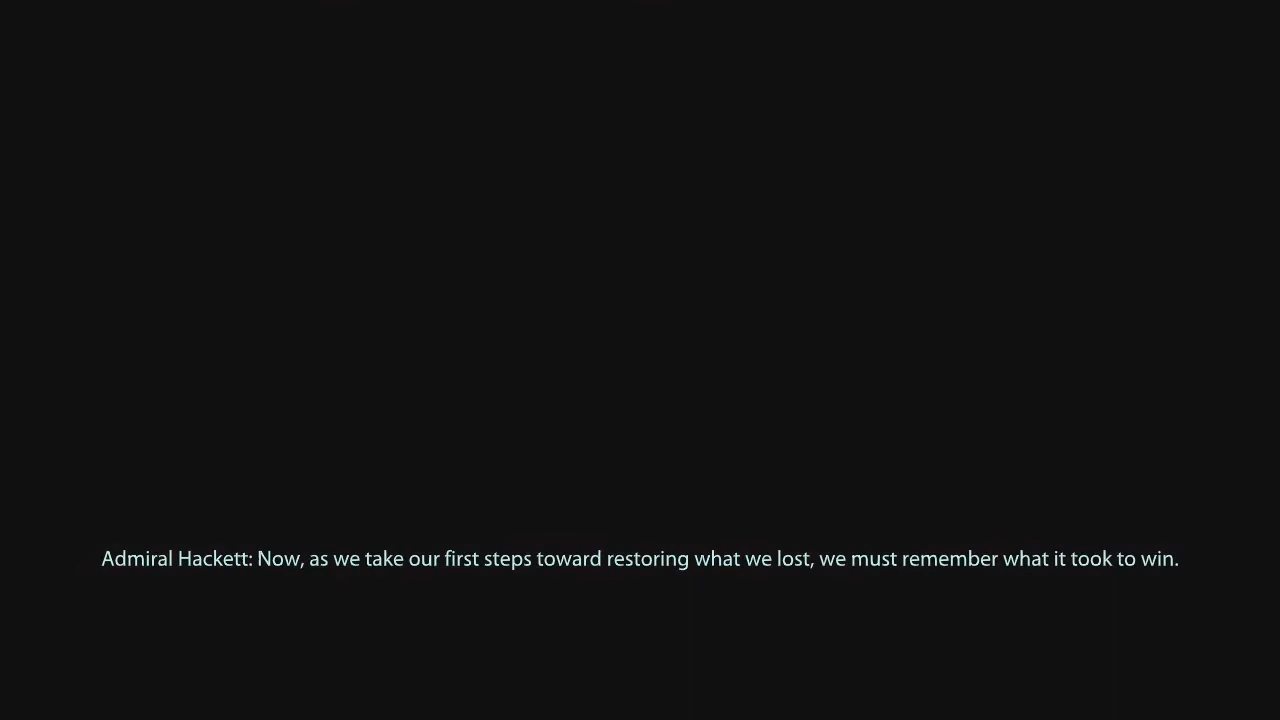 Admiral Hackett: Now, as we take our first steps toward restoring what we lost, we must remember what it took to win.